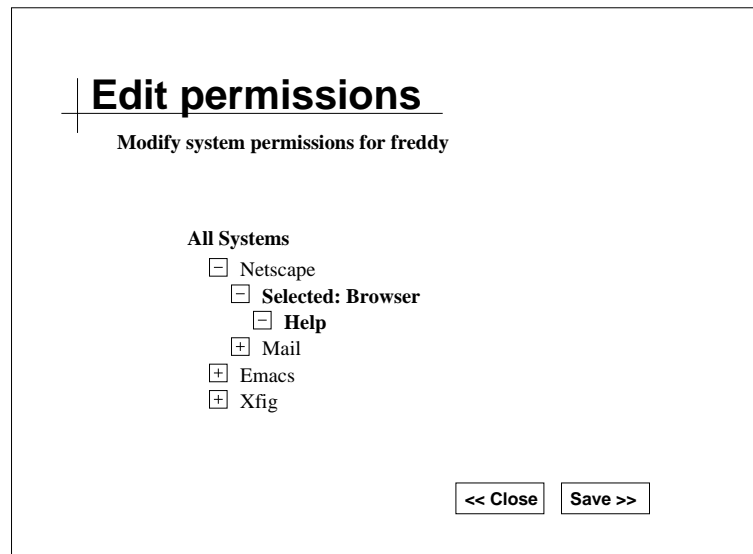 Edit permissions
Modify system permissions for freddy
All Systems
− Netscape
− Selected: Browser
− Help
+ Mail
+ Emacs
+ Xfig
<< Close Save >>